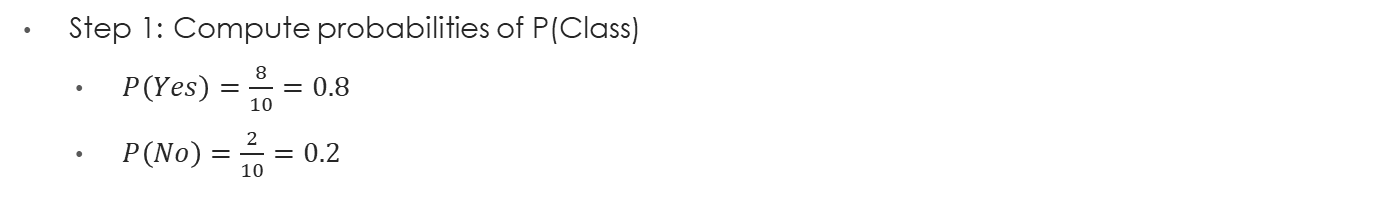 • Step 1: Compute probabilities of P(Class)
• P(Yes) = 8/10 = 0.8
• P(No) = 2/10 = 0.2